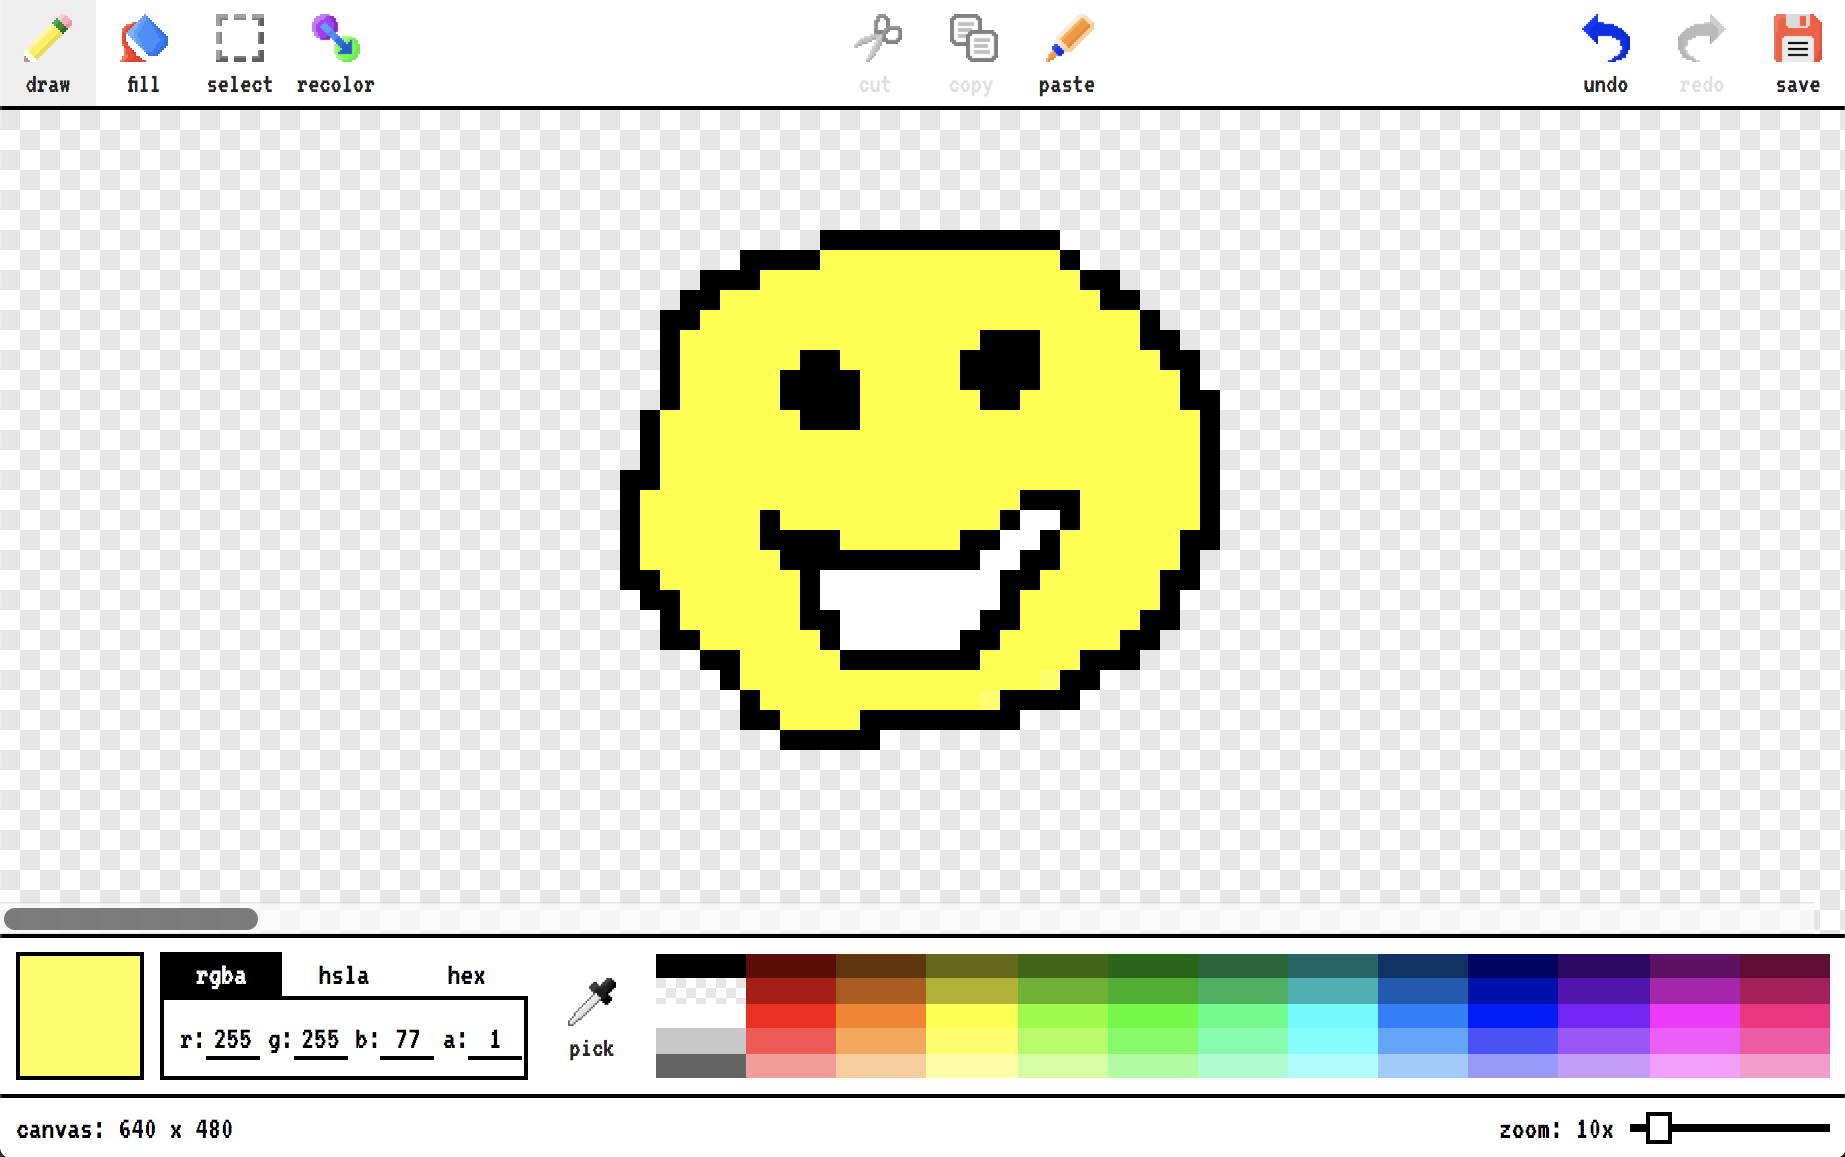 draw fill select recolor cut copy paste undo redo save
rgba hsla hex
r: 255 g: 255 b: 77 a: 1
pick
canvas: 640 x 480 zoom: 10x